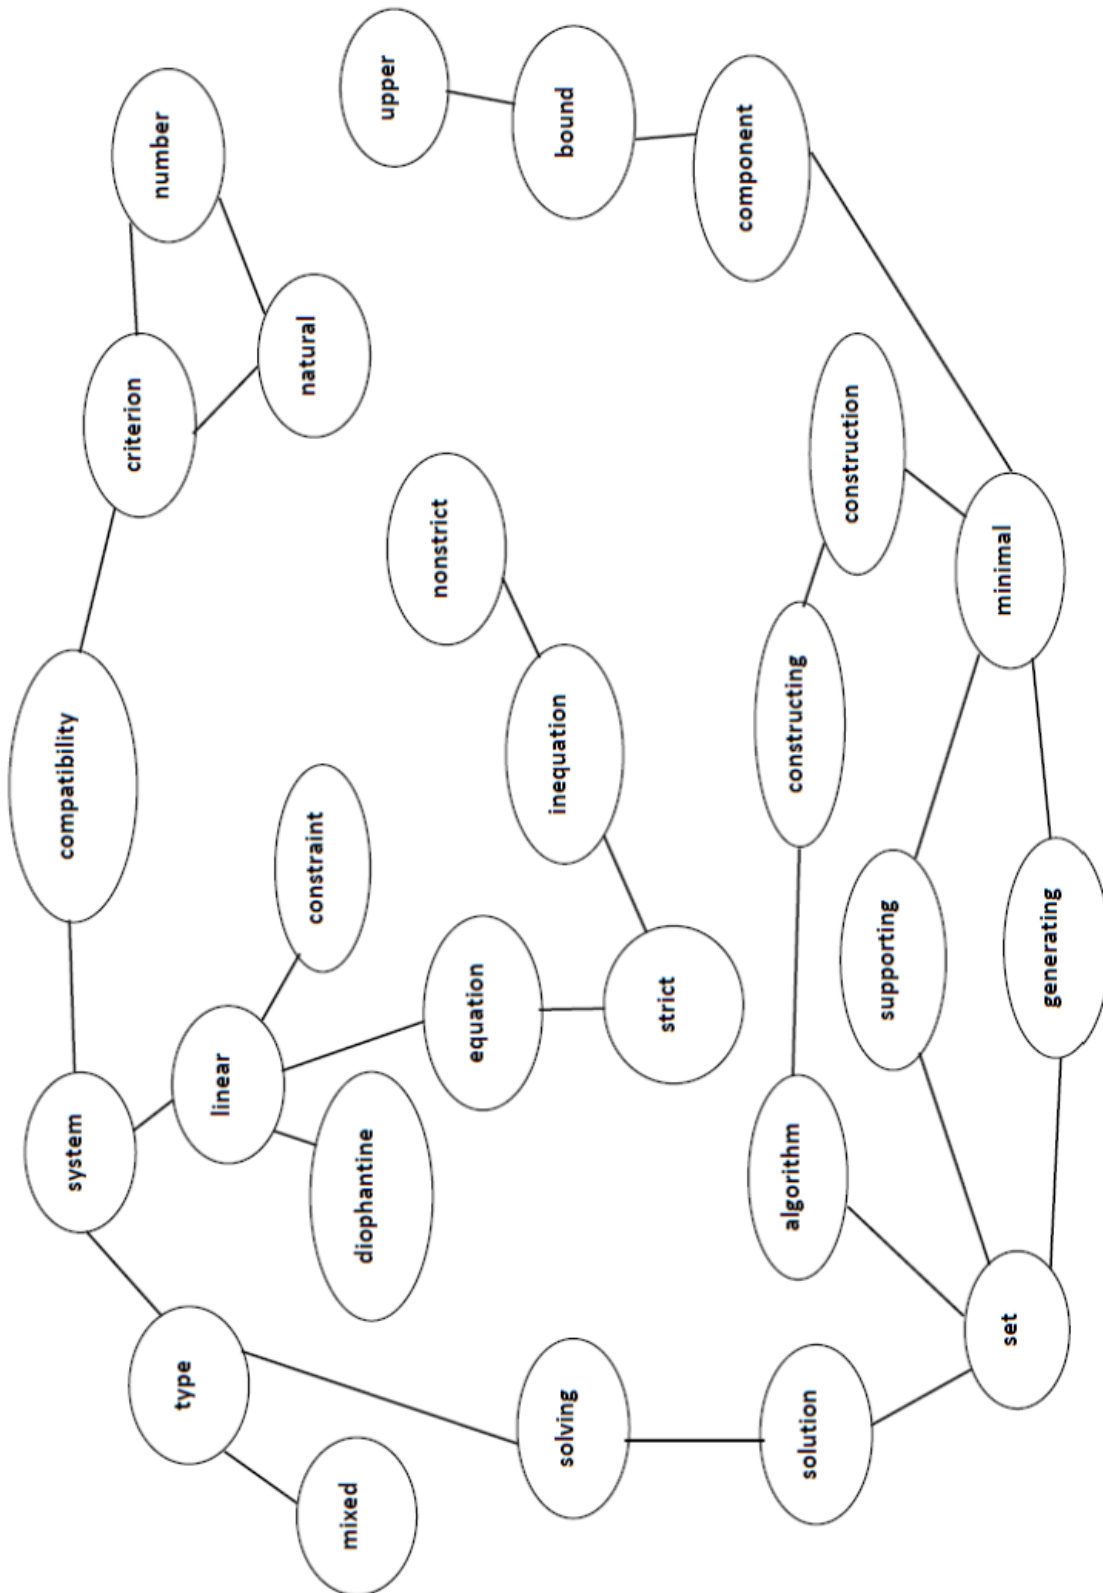 upper
bound
component
number
natural
criterion
compatibility
nonstrict
construction
minimal
inequation
constructing
constraint
system
linear
equation
strict
supporting
generating
diophantine
algorithm
type
mixed
solving
solution
set